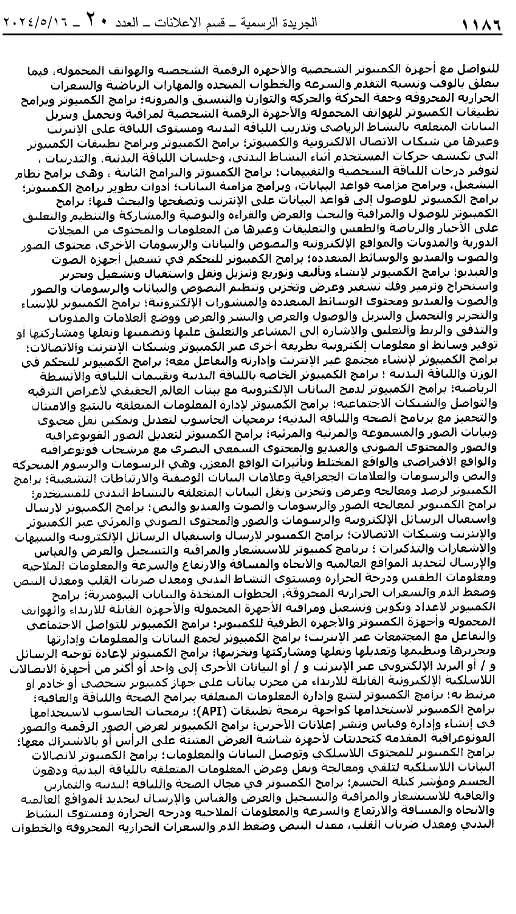 ١١٨٦ الجريدة الرسمية ـ قسم الاعلانات ـ العدد ٢٠ ـ ٢٠٢٤/٥/١٦
للتواصل مع أجهزة الكمبيوتر الشخصية والأجهزة الرقمية الشخصية والهواتف المحمولة، فيما
يتعلق بالوقت ونسبة التقدم والسرعة والخطوات المتخذة والمهارات الرياضية والسعرات
الحرارية المحروقة وخفة الحركة والحركة والتوازن والتنسيق والمرونة؛ برامج الكمبيوتر وبرامج
تطبيقات الكمبيوتر للهواتف المحمولة والأجهزة الرقمية الشخصية لمراقبة وتحميل وتنزيل
البيانات المتعلقة بالنشاط الرياضي وتدريب اللياقة البدنية ومستوى اللياقة على الإنترنت
وغيرها من شبكات الاتصال الالكترونية والكمبيوتر؛ برامج الكمبيوتر وبرامج تطبيقات الكمبيوتر
التي تكتشف حركات المستخدم أثناء النشاط البدني، وجلسات اللياقة البدنية، والتدريبات ،
لتوفير درجات اللياقة الشخصية والتقييمات؛ برامج الكمبيوتر والبرامج الثابتة ، وهي برامج نظام
التشغيل، وبرامج مزامنة قواعد البيانات، وبرامج مزامنة البيانات؛ أدوات تطوير برامج الكمبيوتر؛
برامج الكمبيوتر للوصول إلى قواعد البيانات على الإنترنت وتصفحها والبحث فيها؛ برامج
الكمبيوتر للوصول والمراقبة والبحث والعرض والقراءة والتوصية والمشاركة والتنظيم والتعليق
على الأخبار والرياضة والطقس والتعليقات وغيرها من المعلومات والمحتوى من المجلات
الدورية والمدونات والمواقع الإلكترونية والنصوص والبيانات والرسومات الأخرى، محتوى الصور
والصوت والفيديو والوسائط المتعددة؛ برامج الكمبيوتر للتحكم في تشغيل أجهزة الصوت
والفيديو؛ برامج الكمبيوتر لإنشاء وتأليف وتوزيع وتنزيل ونقل واستقبال وتشغيل وتحرير
واستخراج وترميز وفك تشفير وعرض وتخزين وتنظيم النصوص والبيانات والرسومات والصور
والصوت والفيديو ومحتوى الوسائط المتعددة والمنشورات الإلكترونية؛ برامج الكمبيوتر للإنشاء
والتحرير والتحميل والتنزيل والوصول والعرض والنشر والعرض ووضع العلامات والمدونات
والتدفق والربط والتعليق والإشارة إلى المشاعر والتعليق عليها وتضمينها ونقلها ومشاركتها او
توفير وسائط او معلومات إلكترونية بطريقة أخرى عبر الكمبيوتر وشبكات الإنترنت والاتصالات؛
برامج الكمبيوتر لإنشاء مجتمع عبر الإنترنت وإدارته والتفاعل معه؛ برامج الكمبيوتر للتحكم في
الوزن واللياقة البدنية ؛ برامج الكمبيوتر الخاصة باللياقة البدنية وتقييمات اللياقة والأنشطة
الرياضية؛ برامج الكمبيوتر لدمج البيانات الإلكترونية مع بيئات العالم الحقيقي لأغراض الترفيه
والتواصل والشبكات الاجتماعية؛ برامج الكمبيوتر لإدارة المعلومات المتعلقة بالتتبع والامتثال
والتحفيز مع برنامج الصحة واللياقة البدنية؛ برمجيات الحاسوب لتعديل وتمكين نقل محتوى
وبيانات الصور والمسموعة والمرئية والمرئية؛ برامج الكمبيوتر لتعديل الصور الفوتوغرافية
والصور والمحتوى الصوتي والفيديو والمحتوى السمعي البصري مع مرشحات فوتوغرافية
والواقع الافتراضي والواقع المختلط وتأثيرات الواقع المعزز، وهي الرسومات والرسوم المتحركة
والنص والرسومات والعلامات الجغرافية وعلامات البيانات الوصفية والارتباطات التشعبية؛ برامج
الكمبيوتر لرصد ومعالجة وعرض وتخزين ونقل البيانات المتعلقة بالنشاط البدني للمستخدم؛
برامج الكمبيوتر لمعالجة الصور والرسومات والصوت والفيديو والنص؛ برامج الكمبيوتر لارسال
واستقبال الرسائل الإلكترونية والرسومات والصور والمحتوى الصوتي والمرئي عبر الكمبيوتر
والإنترنت وشبكات الاتصالات؛ برامج الكمبيوتر لارسال واستقبال الرسائل الإلكترونية والتنبيهات
والاشعارات والتذكيرات ؛ برنامج كمبيوتر للاستشعار والمراقبة والتسجيل والعرض والقياس
والإرسال لتحديد المواقع العالمية والاتجاه والمسافة والارتفاع والسرعة والمعلومات الملاحية
ومعلومات الطقس ودرجة الحرارة ومستوى النشاط البدني ومعدل ضربات القلب ومعدل النبض
وضغط الدم والسعرات الحرارية المحروقة، الخطوات المتخذة والبيانات البيومترية؛ برامج
الكمبيوتر لاعداد وتكوين وتشغيل ومراقبة الأجهزة المحمولة والأجهزة القابلة للارتداء والهواتف
المحمولة وأجهزة الكمبيوتر والأجهزة الطرفية للكمبيوتر؛ برامج الكمبيوتر للتواصل الاجتماعي
والتفاعل مع المجتمعات عبر الإنترنت؛ برامج الكمبيوتر لجمع البيانات والمعلومات وإدارتها
وتحريرها وتنظيمها وتعديلها ونقلها ومشاركتها وتخزينها؛ برامج الكمبيوتر لإعادة توجيه الرسائل
و / أو البريد الإلكتروني عبر الإنترنت و / أو البيانات الأخرى إلى واحد أو أكثر من أجهزة الاتصالات
اللاسلكية الإلكترونية القابلة للارتداء من مخزن بيانات على جهاز كمبيوتر شخصي أو خادم او
مرتبط به؛ برامج الكمبيوتر لتتبع وإدارة المعلومات المتعلقة ببرامج الصحة واللياقة والعافية؛
برامج الكمبيوتر لاستخدامها كواجهة برمجة تطبيقات (API)؛ برمجيات الحاسوب لاستخدامها
في إنشاء وإدارة وقياس ونشر إعلانات الآخرين؛ برامج الكمبيوتر لعرض الصور الرقمية والصور
الفوتوغرافية المقدمة كتحديثات لأجهزة شاشة العرض المثبتة على الرأس أو بالاشتراك معها؛
برامج الكمبيوتر للمحتوى اللاسلكي وتوصيل البيانات والمعلومات؛ برامج الكمبيوتر لاتصالات
البيانات اللاسلكية لتلقي ومعالجة ونقل وعرض المعلومات المتعلقة باللياقة البدنية ودهون
الجسم ومؤشر كتلة الجسم؛ برامج الكمبيوتر في مجال الصحة واللياقة البدنية والتمارين
والعافية للاستشعار والمراقبة والتسجيل والعرض والقياس والإرسال لتحديد المواقع العالمية
والاتجاه والمسافة والارتفاع والسرعة والمعلومات الملاحية ودرجة الحرارة ومستوى النشاط
البدني ومعدل ضربات القلب، معدل النبض وضغط الدم والسعرات الحرارية المحروقة والخطوات